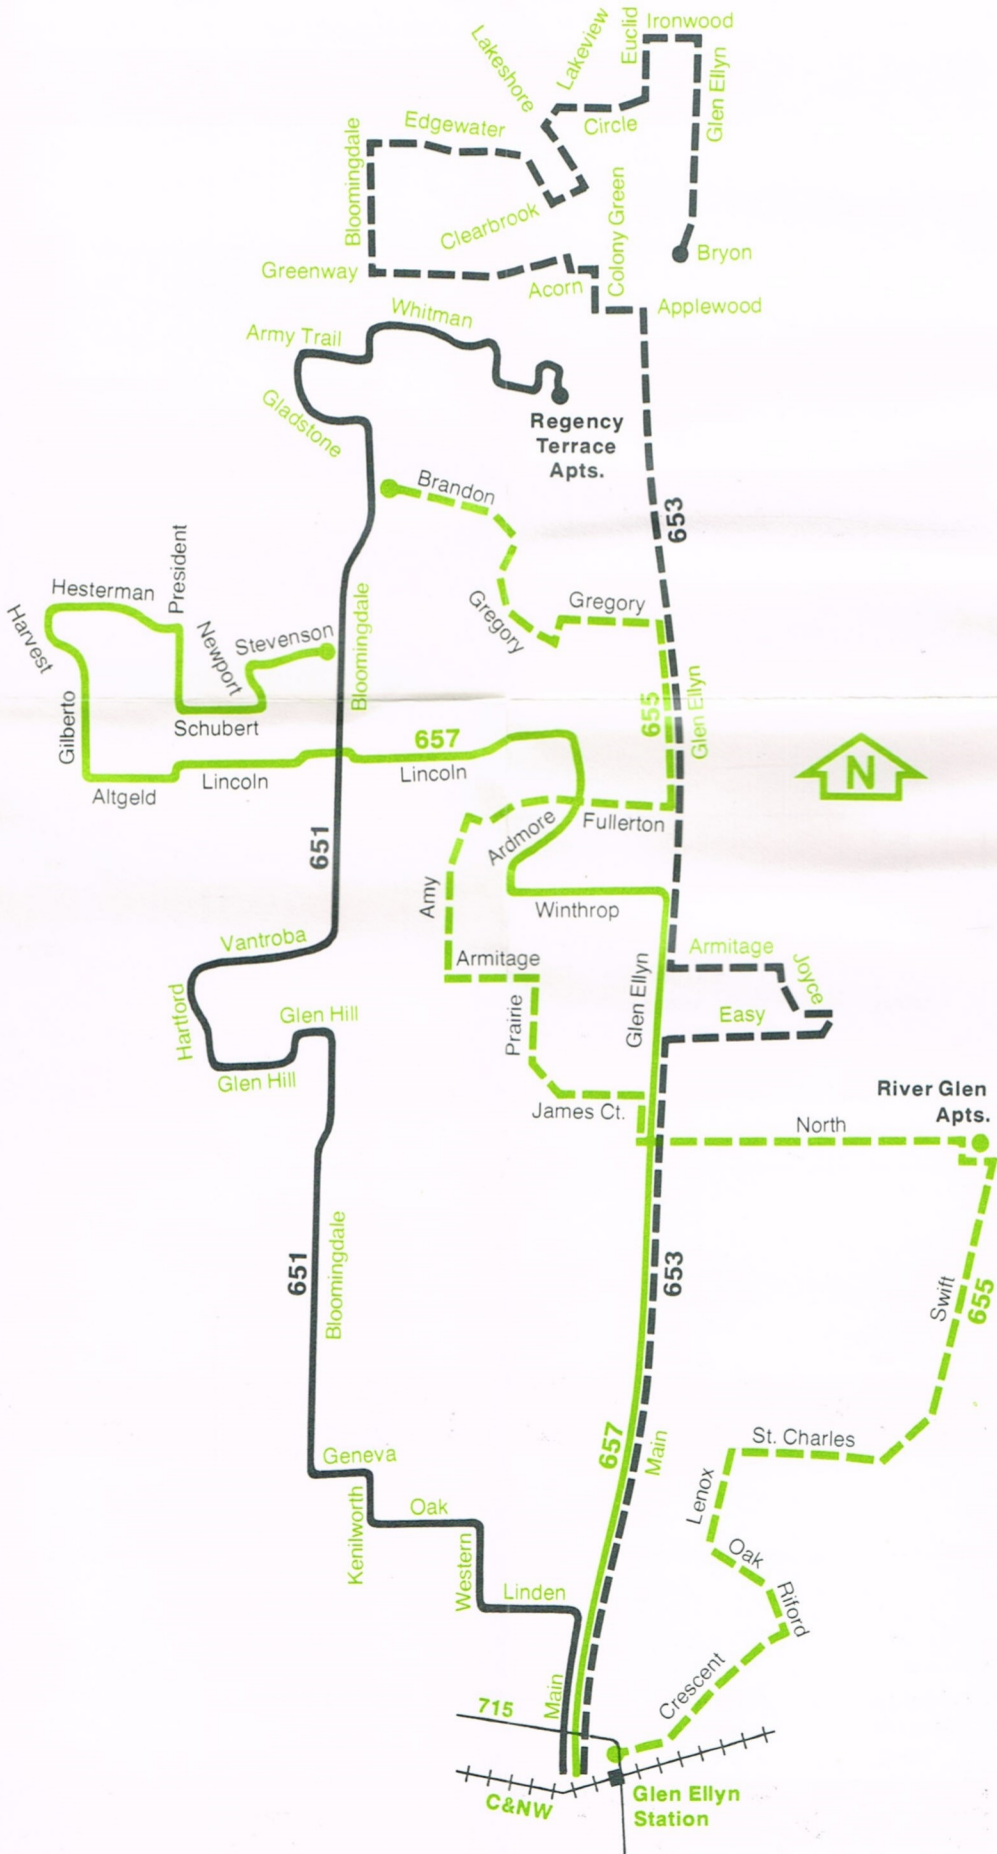 Ironwood
Euclid
Lakeview
Lakeshore
Glen Ellyn
Circle
Edgewater
Bloomingdale
Clearbrook
Colony Green
Bryon
Greenway
Acorn
Applewood
Whitman
Army Trail
Gladstone
Regency
Terrace
Apts.
Brandon
653
President
Hesterman
Harvest
Newport
Stevenson
Bloomingdale
Gregory
Gregory
655
Glen Ellyn
Gilberto
Schubert
657
Lincoln
Lincoln
Altgeld
N
Ardmore
Fullerton
651
Amy
Winthrop
Vantroba
Armitage
Armitage
Joyce
Hartford
Glen Hill
Prairie
Glen Ellyn
Easy
Glen Hill
James Ct.
River Glen
Apts.
North
651
Bloomingdale
653
Swift
655
Geneva
657
Main
St. Charles
Lenox
Kenilworth
Oak
Oak
Western
Linden
Riford
Crescent
Main
715
C&NW
Glen Ellyn
Station